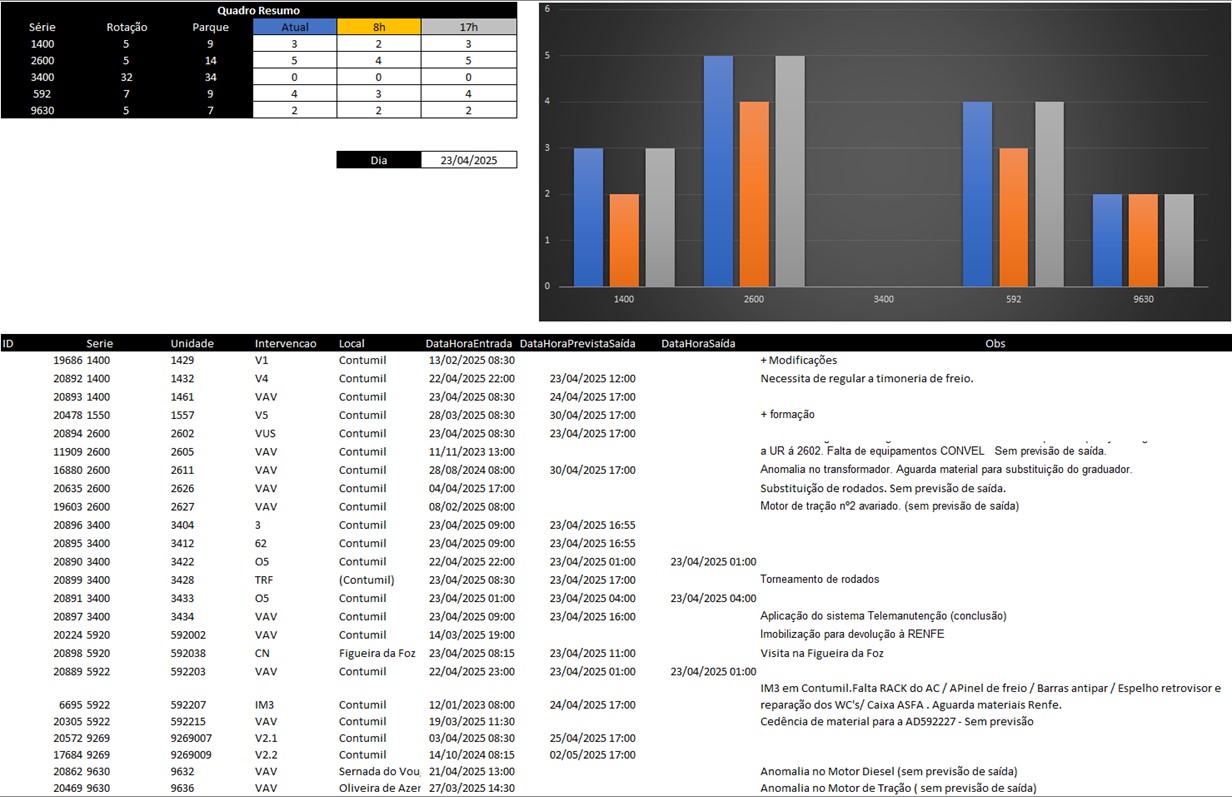 Quadro Resumo
Série Rotação Parque Atual 8h 17h
1400 5 9 3 2 3
2600 5 14 5 4 5
3400 32 34 0 0 0
592 7 9 4 3 4
9630 5 7 2 2 2
Dia 23/04/2025
6
5
4
3
2
1
0
1400 2600 3400 592 9630
ID Serie Unidade Intervencao Local DataHoraEntrada DataHoraPrevistaSaída DataHoraSaída Obs
19686 1400 1429 V1 Contumil 13/02/2025 08:30 + Modificações
20892 1400 1432 V4 Contumil 22/04/2025 22:00 23/04/2025 12:00 Necessita de regular a timoneria de freio.
20893 1400 1461 VAV Contumil 23/04/2025 08:30 24/04/2025 17:00
20478 1550 1557 V5 Contumil 28/03/2025 08:30 30/04/2025 17:00 + formação
20894 2600 2602 VUS Contumil 23/04/2025 08:30 23/04/2025 17:00
11909 2600 2605 VAV Contumil 11/11/2023 13:00 a UR á 2602. Falta de equipamentos CONVEL Sem previsão de saída.
16880 2600 2611 VAV Contumil 28/08/2024 08:00 30/04/2025 17:00 Anomalia no transformador. Aguarda material para substituição do graduador.
20635 2600 2626 VAV Contumil 04/04/2025 17:00 Substituição de rodados. Sem previsão de saída.
19603 2600 2627 VAV Contumil 08/02/2025 08:00 Motor de tração nº2 avariado. (sem previsão de saída)
20896 3400 3404 3 Contumil 23/04/2025 09:00 23/04/2025 16:55
20895 3400 3412 62 Contumil 23/04/2025 09:00 23/04/2025 16:55
20890 3400 3422 O5 Contumil 22/04/2025 22:00 23/04/2025 01:00 23/04/2025 01:00
20899 3400 3428 TRF (Contumil) 23/04/2025 08:30 23/04/2025 17:00 Torneamento de rodados
20891 3400 3433 O5 Contumil 23/04/2025 01:00 23/04/2025 04:00 23/04/2025 04:00
20897 3400 3434 VAV Contumil 23/04/2025 09:00 23/04/2025 16:00 Aplicação do sistema Telemanutenção (conclusão)
20224 5920 592002 VAV Contumil 14/03/2025 19:00 Imobilização para devolução à RENFE
20898 5920 592038 CN Figueira da Foz 23/04/2025 08:15 23/04/2025 11:00 Visita na Figueira da Foz
20889 5922 592203 VAV Contumil 22/04/2025 23:00 23/04/2025 01:00 23/04/2025 01:00
IM3 em Contumil.Falta RACK do AC / APinel de freio / Barras antipar / Espelho retrovisor e
6695 5922 592207 IM3 Contumil 12/01/2023 08:00 24/04/2025 17:00 reparação dos WC's/ Caixa ASFA . Aguarda materiais Renfe.
20305 5922 592215 VAV Contumil 19/03/2025 11:30 Cedência de material para a AD592227 - Sem previsão
20572 9269 9269007 V2.1 Contumil 03/04/2025 08:30 25/04/2025 17:00
17684 9269 9269009 V2.2 Contumil 14/10/2024 08:15 02/05/2025 17:00
20862 9630 9632 VAV Sernada do Vou 21/04/2025 13:00 Anomalia no Motor Diesel (sem previsão de saída)
20469 9630 9636 VAV Oliveira de Azer 27/03/2025 14:30 Anomalia no Motor de Tração ( sem previsão de saída)